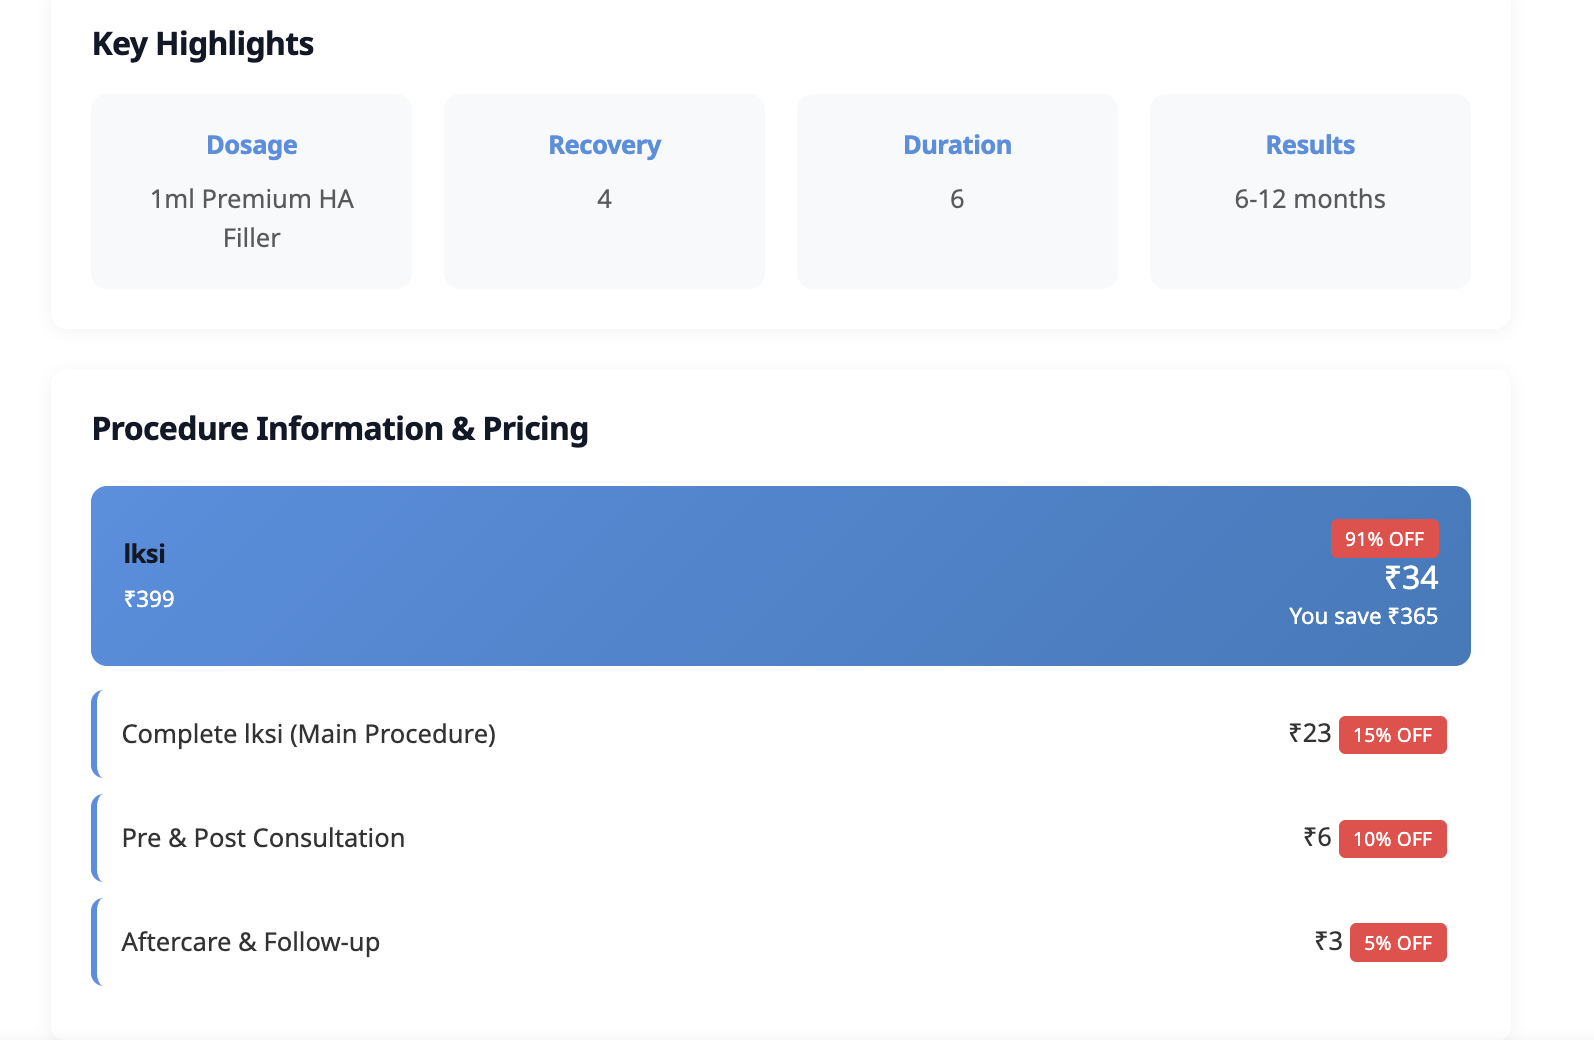 Key Highlights
Dosage
1ml Premium HA
Filler
Recovery
4
Duration
6
Results
6-12 months
Procedure Information & Pricing
lksi
₹399
91% OFF
₹34
You save ₹365
Complete lksi (Main Procedure)
₹23 15% OFF
Pre & Post Consultation
₹6 10% OFF
Aftercare & Follow-up
₹3 5% OFF